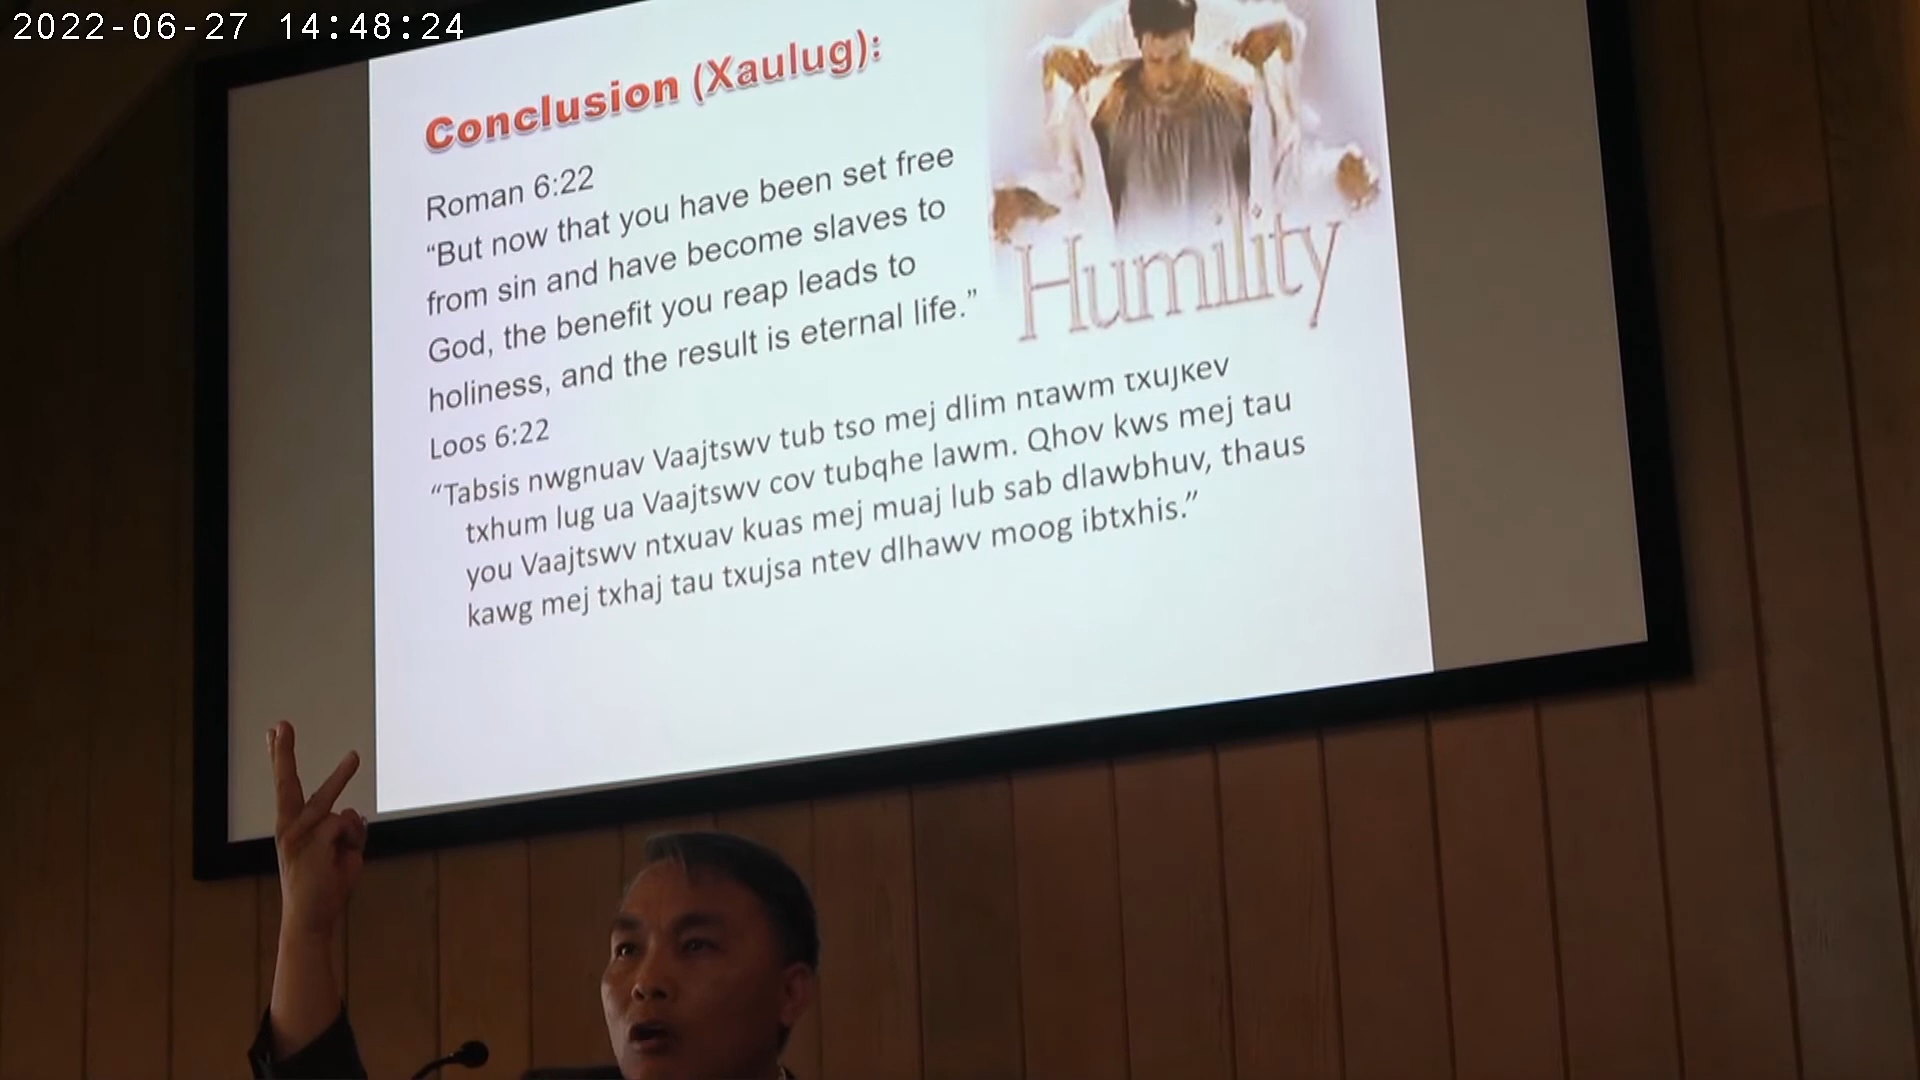 2022-06-27 14:48:24
Conclusion (Xaulug):
Roman 6:22
“But now that you have been set free
from sin and have become slaves to
God, the benefit you reap leads to
holiness, and the result is eternal life.”
Humility
Loos 6:22
“Tabsis nwgnuav Vaajtswv tub tso mej dlim ntawm txujkev
txhum lug ua Vaajtswv cov tubqhe lawm. Qhov kws mej tau
you Vaajtswv ntxuav kuas mej muaj lub sab dlawbhuv, thaus
kawg mej txhaj tau txujsa ntev dlhawv moog ibtxhis.”